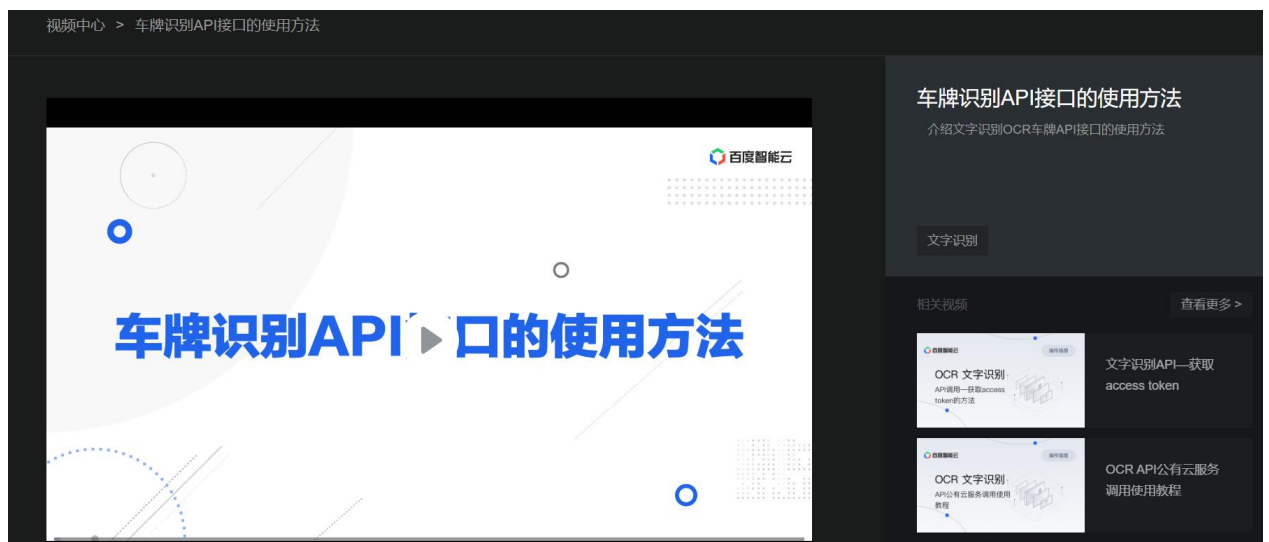 视频中心 > 车牌识别API接口的使用方法
百度智能云
车牌识别API 口的使用方法
车牌识别API接口的使用方法
介绍文字识别OCR车牌API接口的使用方法
文字识别
相关视频
查看更多 >
百度智能云
操作指南
OCR 文字识别
API调用—获取access
token的方法
文字识别API—获取
access token
百度智能云
操作指南
OCR 文字识别
API公有云服务调用使用
教程
OCR API公有云服务
调用使用教程